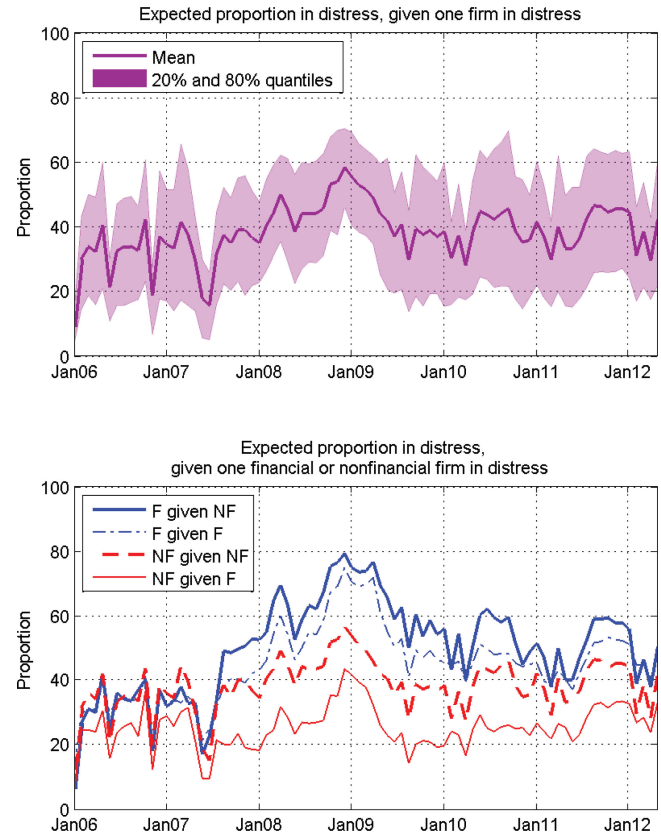 Expected proportion in distress, given one firm in distress
100
80
60
40
20
0
Proportion
Mean
20% and 80% quantiles
Jan06 Jan07 Jan08 Jan09 Jan10 Jan11 Jan12
Expected proportion in distress,
given one financial or nonfinancial firm in distress
100
80
60
40
20
0
Proportion
F given NF
F given F
NF given NF
NF given F
Jan06 Jan07 Jan08 Jan09 Jan10 Jan11 Jan12